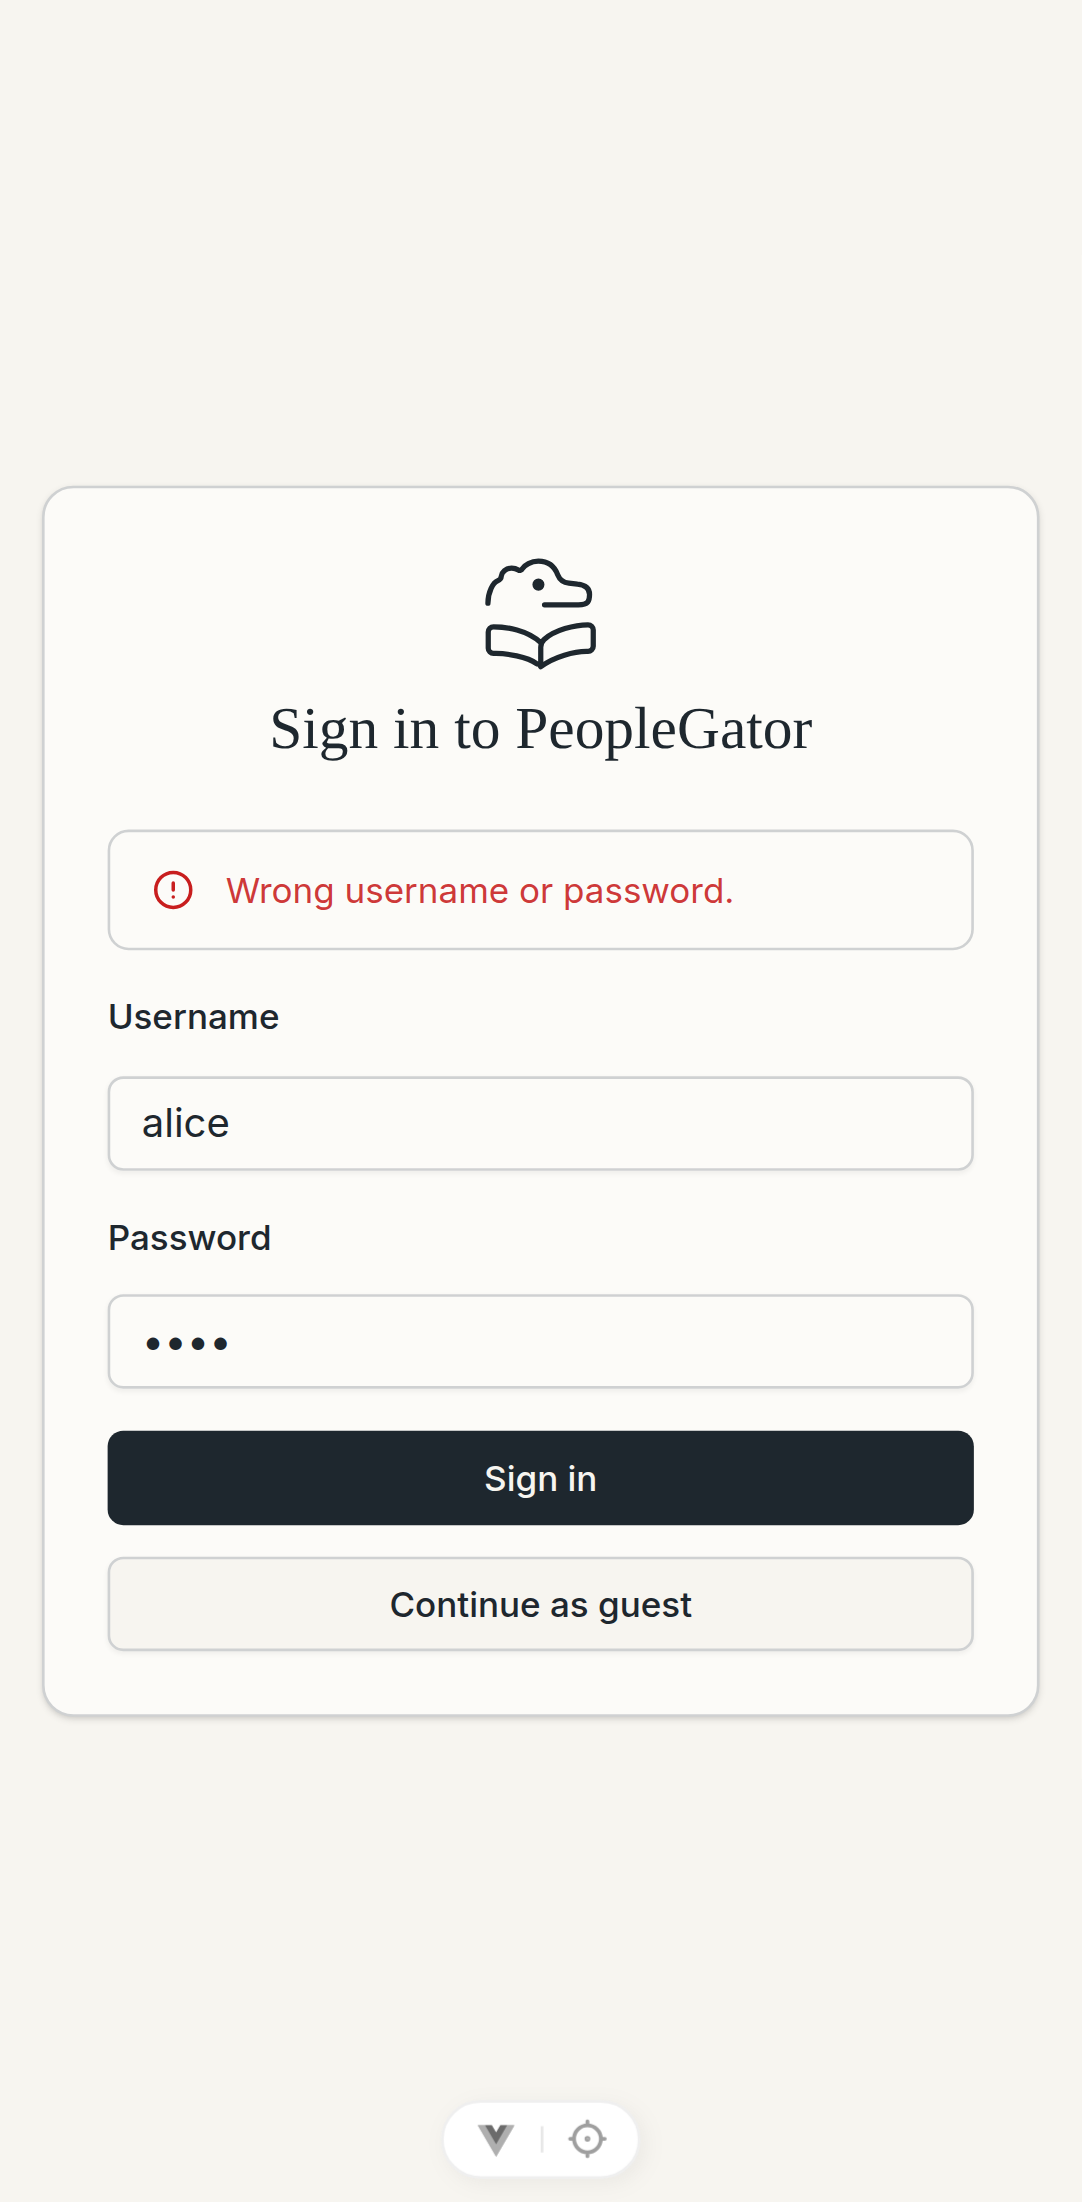 Sign in to PeopleGator
Wrong username or password.
Username
alice
Password
••••
Sign in
Continue as guest